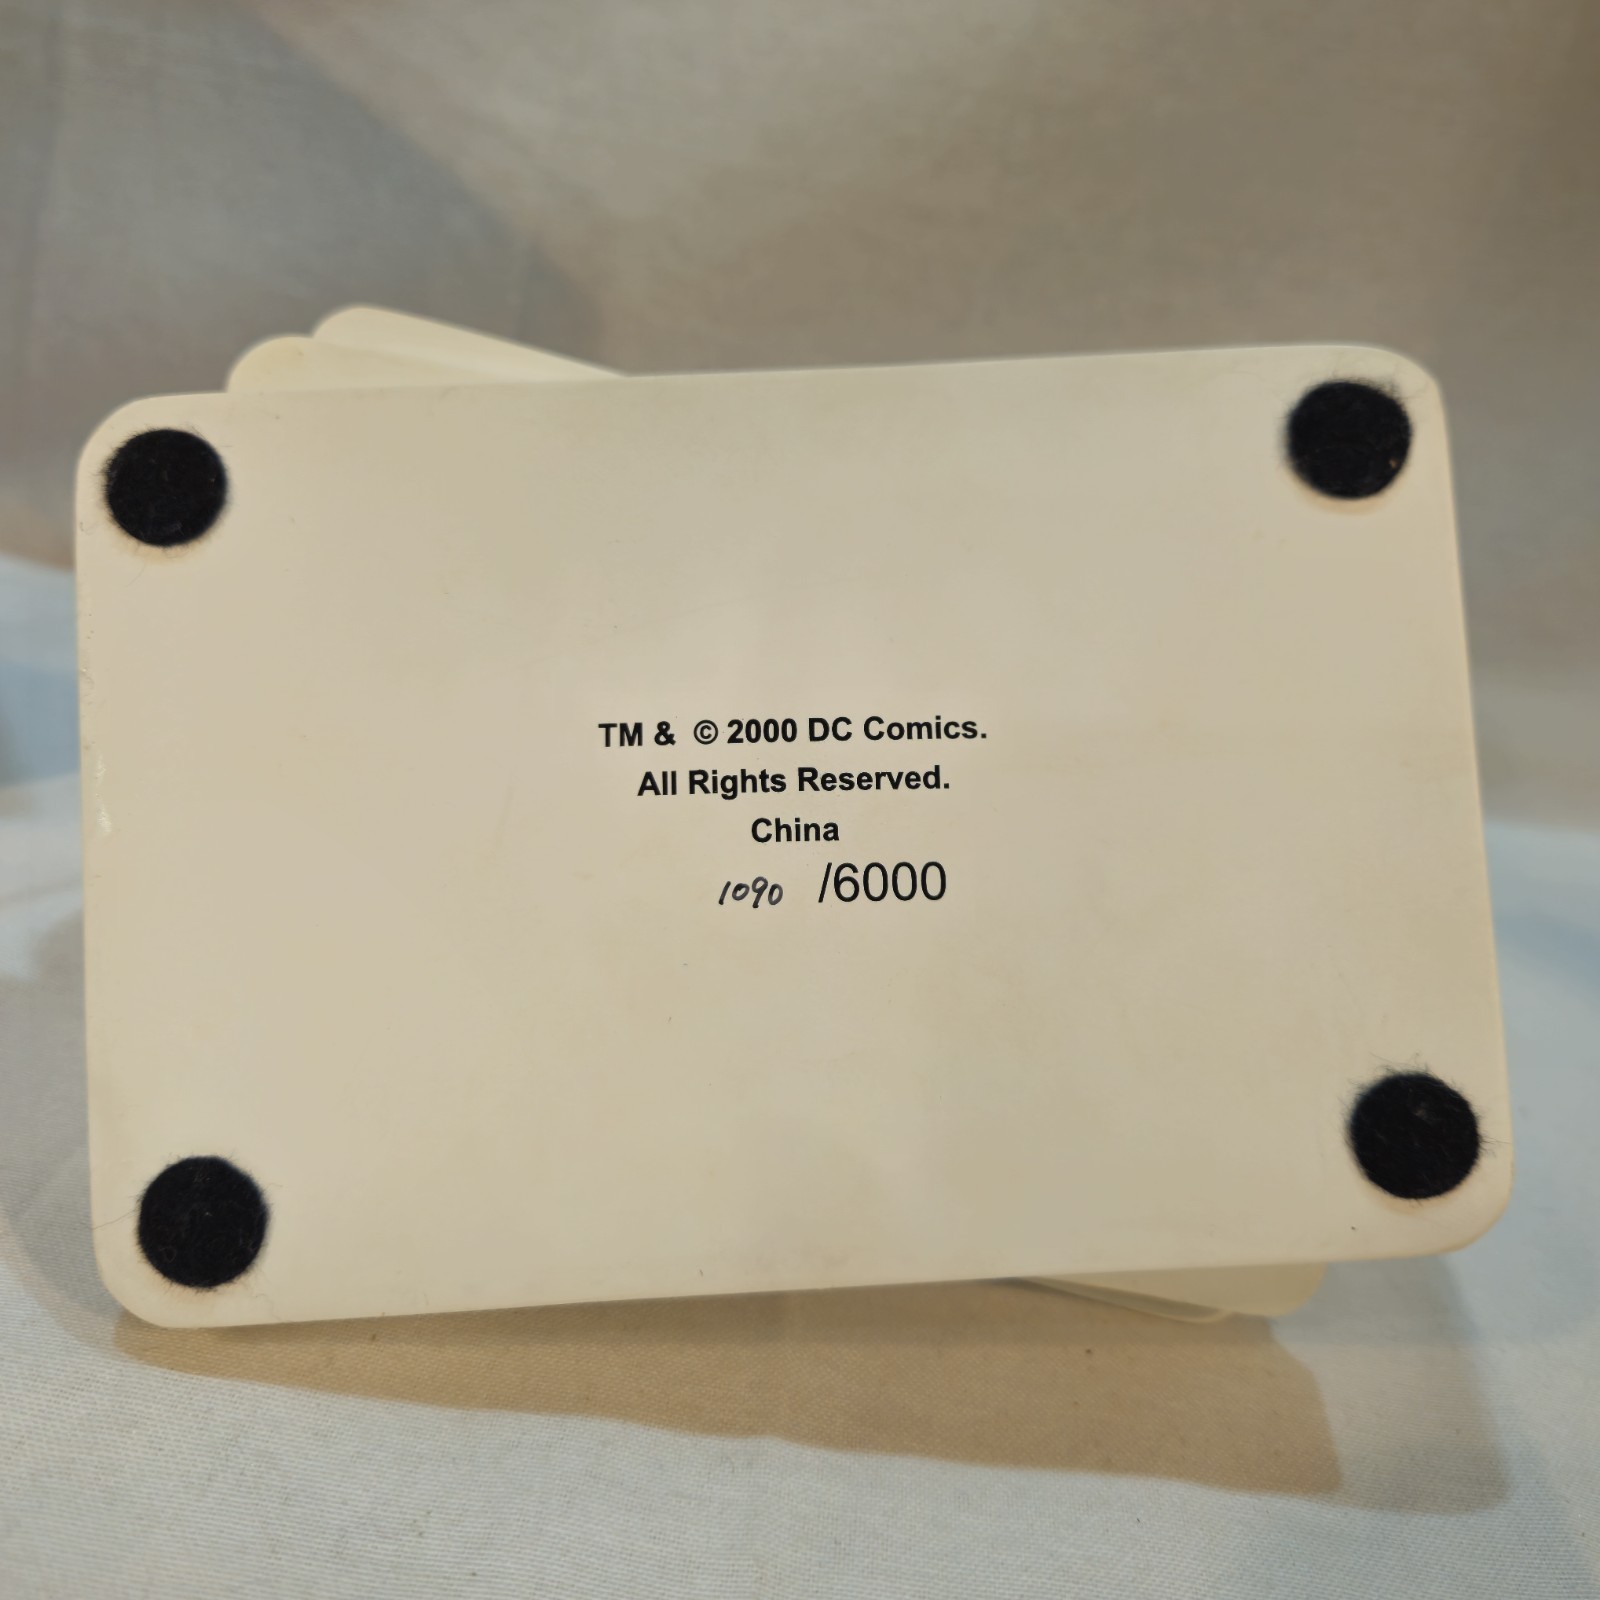 TM & © 2000 DC Comics.
All Rights Reserved.
China
1090 /6000